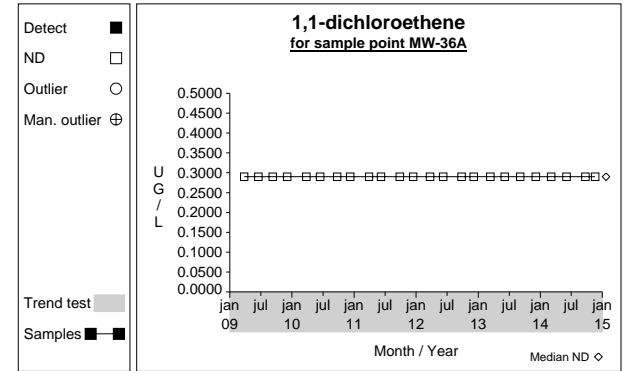 Detect
ND
Outlier
Man. outlier
Trend test
Samples
1,1-dichloroethene
for sample point MW-36A
U
G
/
L
0.5000
0.4500
0.4000
0.3500
0.3000
0.2500
0.2000
0.1500
0.1000
0.0500
0.0000
jan jul jan jul jan jul jan jul jan jul jan jul jan
09 10 11 12 13 14 15
Month / Year
Median ND